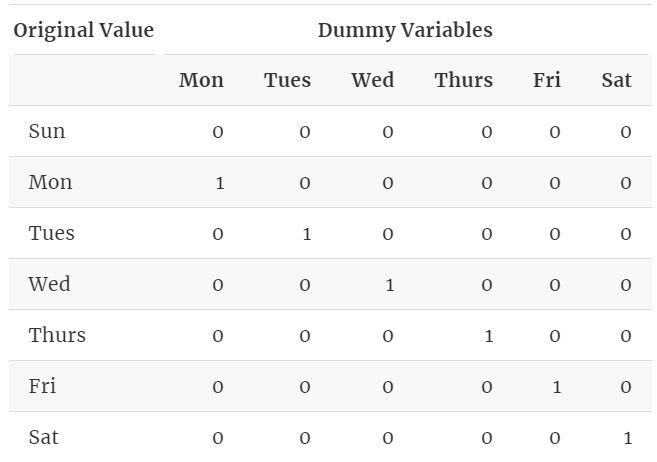 Original Value Dummy Variables
Mon Tues Wed Thurs Fri Sat
Sun 0 0 0 0 0 0
Mon 1 0 0 0 0 0
Tues 0 1 0 0 0 0
Wed 0 0 1 0 0 0
Thurs 0 0 0 1 0 0
Fri 0 0 0 0 1 0
Sat 0 0 0 0 0 1